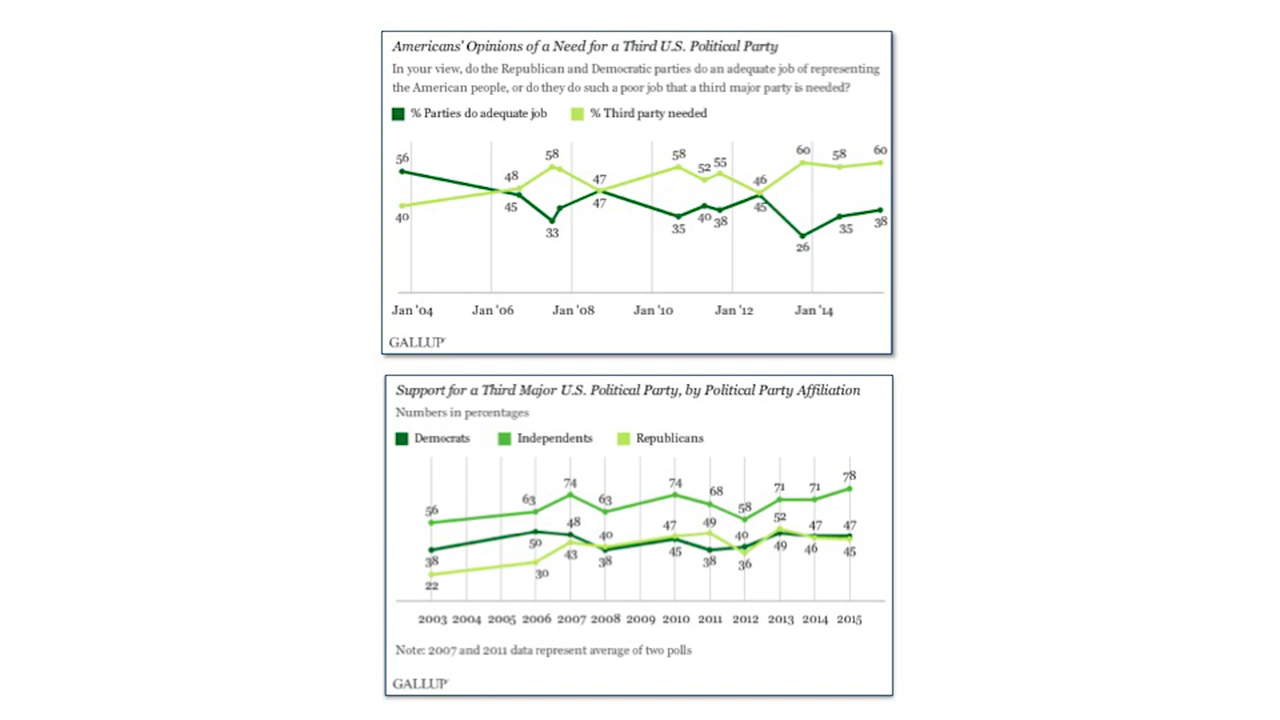 Americans' Opinions of a Need for a Third U.S. Political Party
In your view, do the Republican and Democratic parties do an adequate job of representing
the American people, or do they do such a poor job that a third major party is needed?
% Parties do adequate job % Third party needed
56 48 58 47 58 52 55 46 60 58 60
40 45 33 47 35 40 38 45 26 35 38
Jan '04 Jan '06 Jan '08 Jan '10 Jan '12 Jan '14
GALLUP'
Support for a Third Major U.S. Political Party, by Political Party Affiliation
Numbers in percentages
Democrats Independents Republicans
56 63 74 63 74 68 58 71 71 78
38 50 48 40 47 49 40 52 47 47
22 30 43 38 45 38 36 49 46 45
2003 2004 2005 2006 2007 2008 2009 2010 2011 2012 2013 2014 2015
Note: 2007 and 2011 data represent average of two polls
GALLUP'